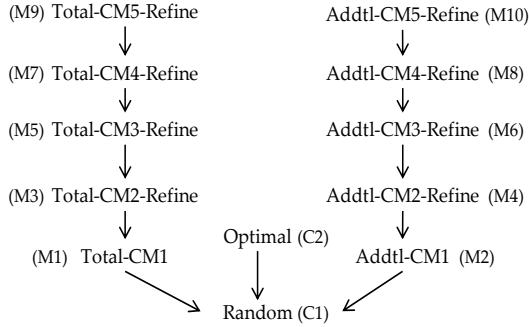 (M9) Total-CM5-Refine Addtl-CM5-Refine (M10)
(M7) Total-CM4-Refine Addtl-CM4-Refine (M8)
(M5) Total-CM3-Refine Addtl-CM3-Refine (M6)
(M3) Total-CM2-Refine Addtl-CM2-Refine (M4)
Optimal (C2)
(M1) Total-CM1 Addtl-CM1 (M2)
Random (C1)